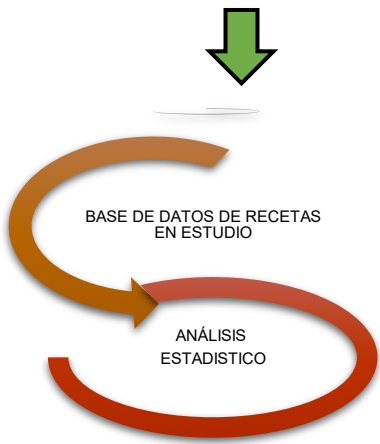 BASE DE DATOS DE RECETAS
EN ESTUDIO
ANÁLISIS
ESTADISTICO